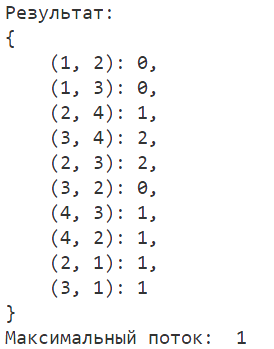 Результат:
{
    (1, 2): 0,
    (1, 3): 0,
    (2, 4): 1,
    (3, 4): 2,
    (2, 3): 2,
    (3, 2): 0,
    (4, 3): 1,
    (4, 2): 1,
    (2, 1): 1,
    (3, 1): 1
}
Максимальный поток:  1